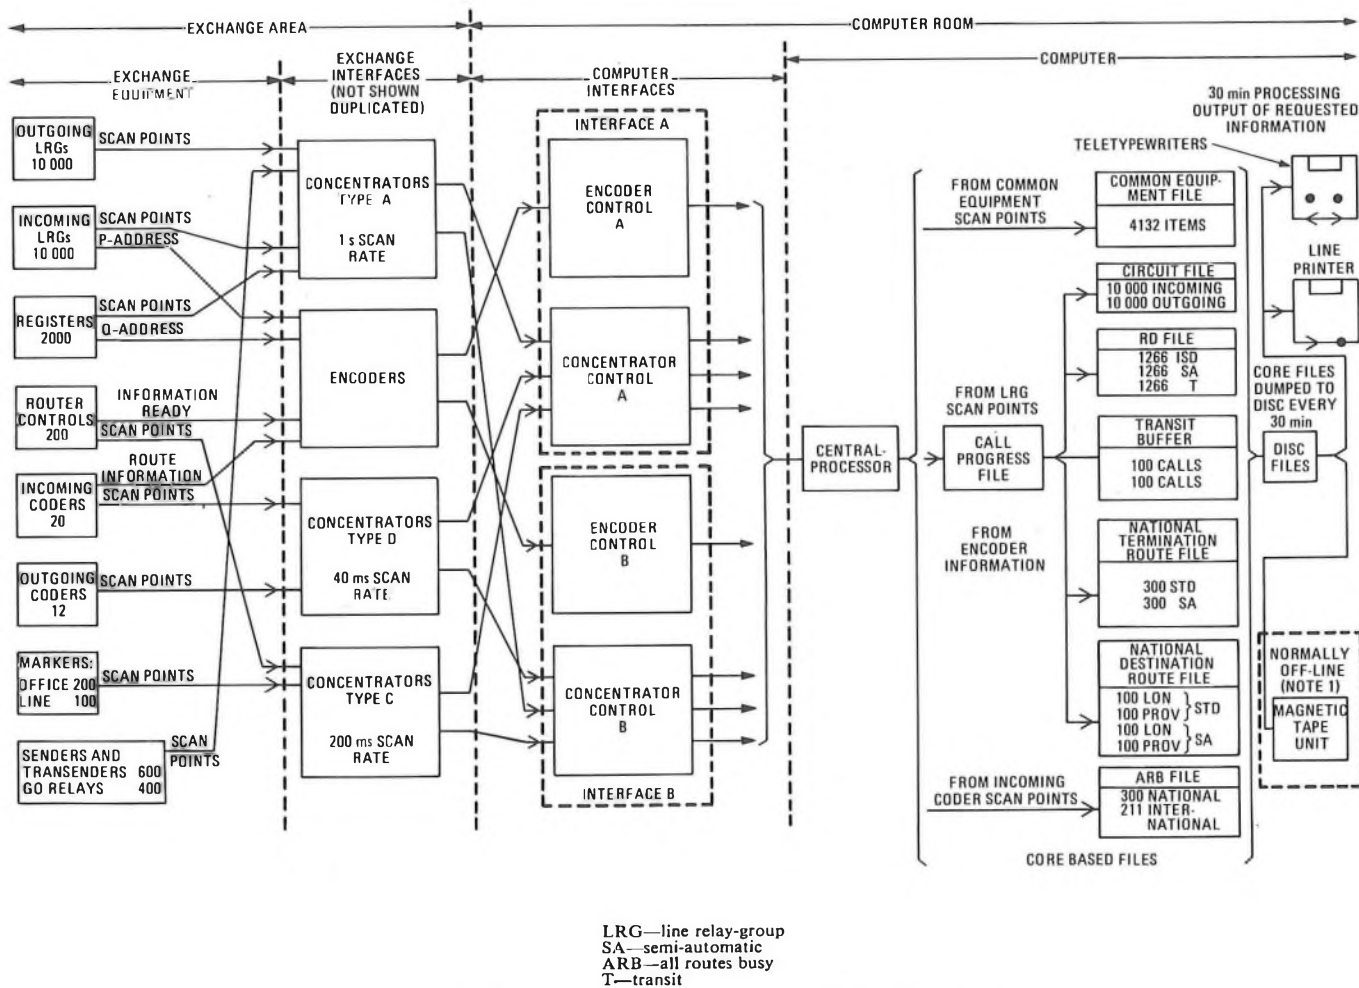 EXCHANGE AREA
COMPUTER ROOM
EXCHANGE
EQUIPMENT
EXCHANGE
INTERFACES
(NOT SHOWN
DUPLICATED)
COMPUTER
INTERFACES
COMPUTER
OUTGOING
LRGs
10 000
SCAN POINTS
INCOMING
LRGs
10 000
SCAN POINTS
P-ADDRESS
REGISTERS
2000
SCAN POINTS
Q-ADDRESS
ROUTER
CONTROLS
200
INFORMATION
READY
SCAN POINTS
INCOMING
CODERS
20
ROUTE
INFORMATION
SCAN POINTS
OUTGOING
CODERS
12
SCAN POINTS
MARKERS:
OFFICE 200
LINE 100
SCAN POINTS
SENDERS AND
TRANSENDERS 600
GO RELAYS 400
SCAN
POINTS
CONCENTRATORS
TYPE A
1 s SCAN
RATE
ENCODERS
CONCENTRATORS
TYPE D
40 ms SCAN
RATE
CONCENTRATORS
TYPE C
200 ms SCAN
RATE
INTERFACE A
ENCODER
CONTROL
A
CONCENTRATOR
CONTROL
A
ENCODER
CONTROL
B
CONCENTRATOR
CONTROL
B
INTERFACE B
CENTRAL-
PROCESSOR
FROM COMMON
EQUIPMENT
SCAN POINTS
FROM LRG
SCAN POINTS
CALL
PROGRESS
FILE
FROM
ENCODER
INFORMATION
FROM INCOMING
CODER SCAN POINTS
COMMON EQUIP-
MENT FILE
4132 ITEMS
CIRCUIT FILE
10 000 INCOMING
10 000 OUTGOING
RD FILE
1266 ISD
1266 SA
1266 T
TRANSIT
BUFFER
100 CALLS
100 CALLS
NATIONAL
TERMINATION
ROUTE FILE
300 STD
300 SA
NATIONAL
DESTINATION
ROUTE FILE
100 LON
100 PROV } STD
100 LON
100 PROV } SA
ARB FILE
300 NATIONAL
211 INTER-
NATIONAL
CORE BASED FILES
30 min PROCESSING
OUTPUT OF REQUESTED
INFORMATION
TELETYPEWRITERS
LINE
PRINTER
CORE FILES
DUMPED TO
DISC EVERY
30 min
DISC
FILES
NORMALLY
OFF-LINE
(NOTE 1)
MAGNETIC
TAPE
UNIT
LRG—line relay-group
SA—semi-automatic
ARB—all routes busy
T—transit